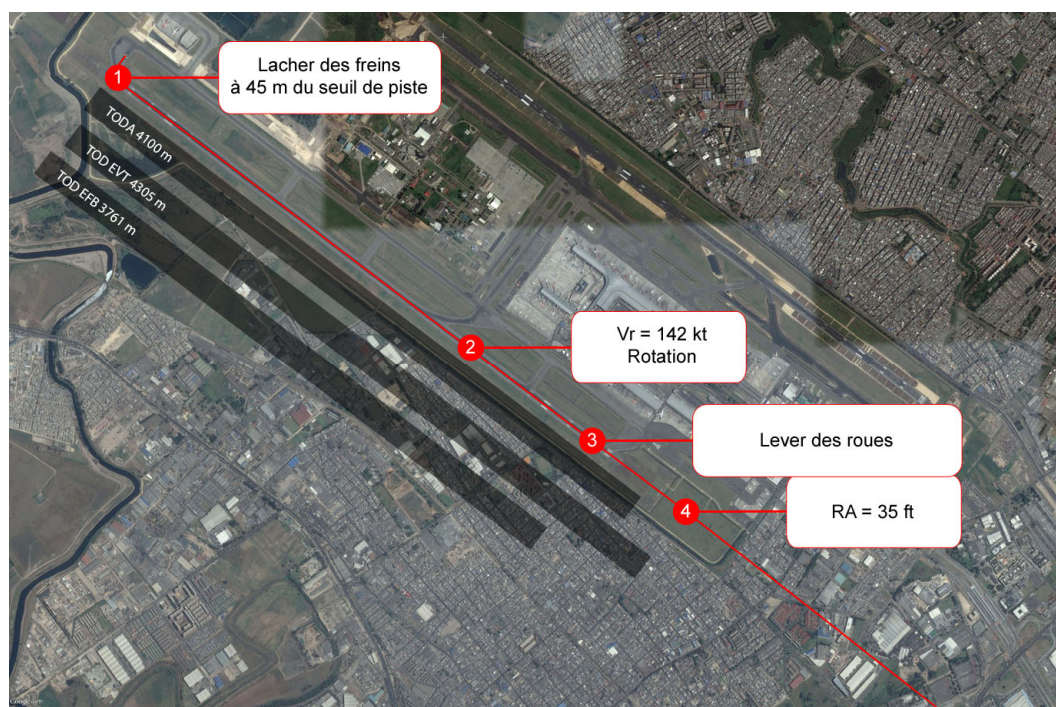 1
Lacher des freins
à 45 m du seuil de piste
TODA 4100 m
TOD EVT 4305 m
TOD EFB 3761 m
2
Vr = 142 kt
Rotation
3
Lever des roues
4
RA = 35 ft